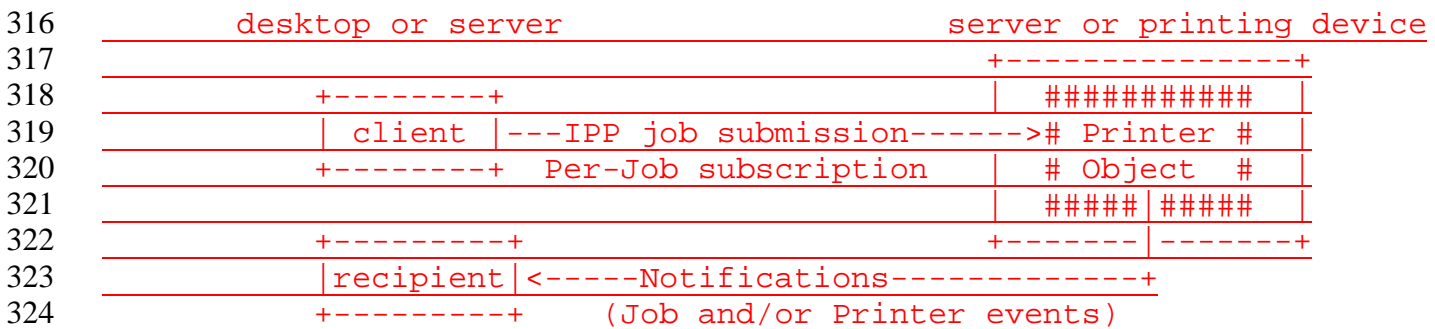 316 desktop or server server or printing device
317 +---------------+
318 +--------+ | ########### |
319 | client |---IPP job submission------># Printer # |
320 +--------+ Per-Job subscription | # Object # |
321 | #####|##### |
322 +---------+ +-------|-------+
323 |recipient|<-----Notifications-------------+
324 +---------+ (Job and/or Printer events)